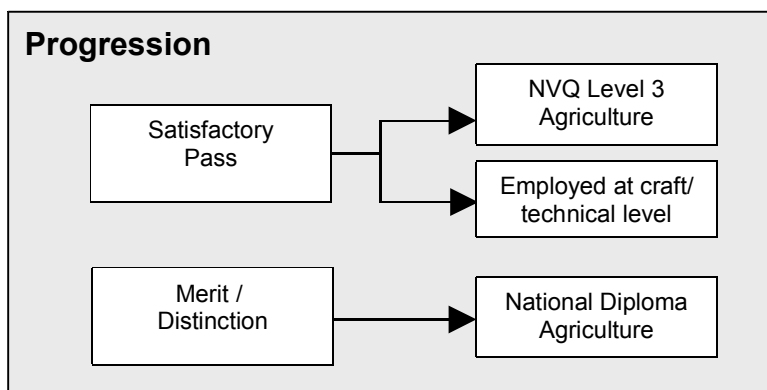 Progression
Satisfactory
Pass
NVQ Level 3
Agriculture
Employed at craft/
technical level
Merit /
Distinction
National Diploma
Agriculture